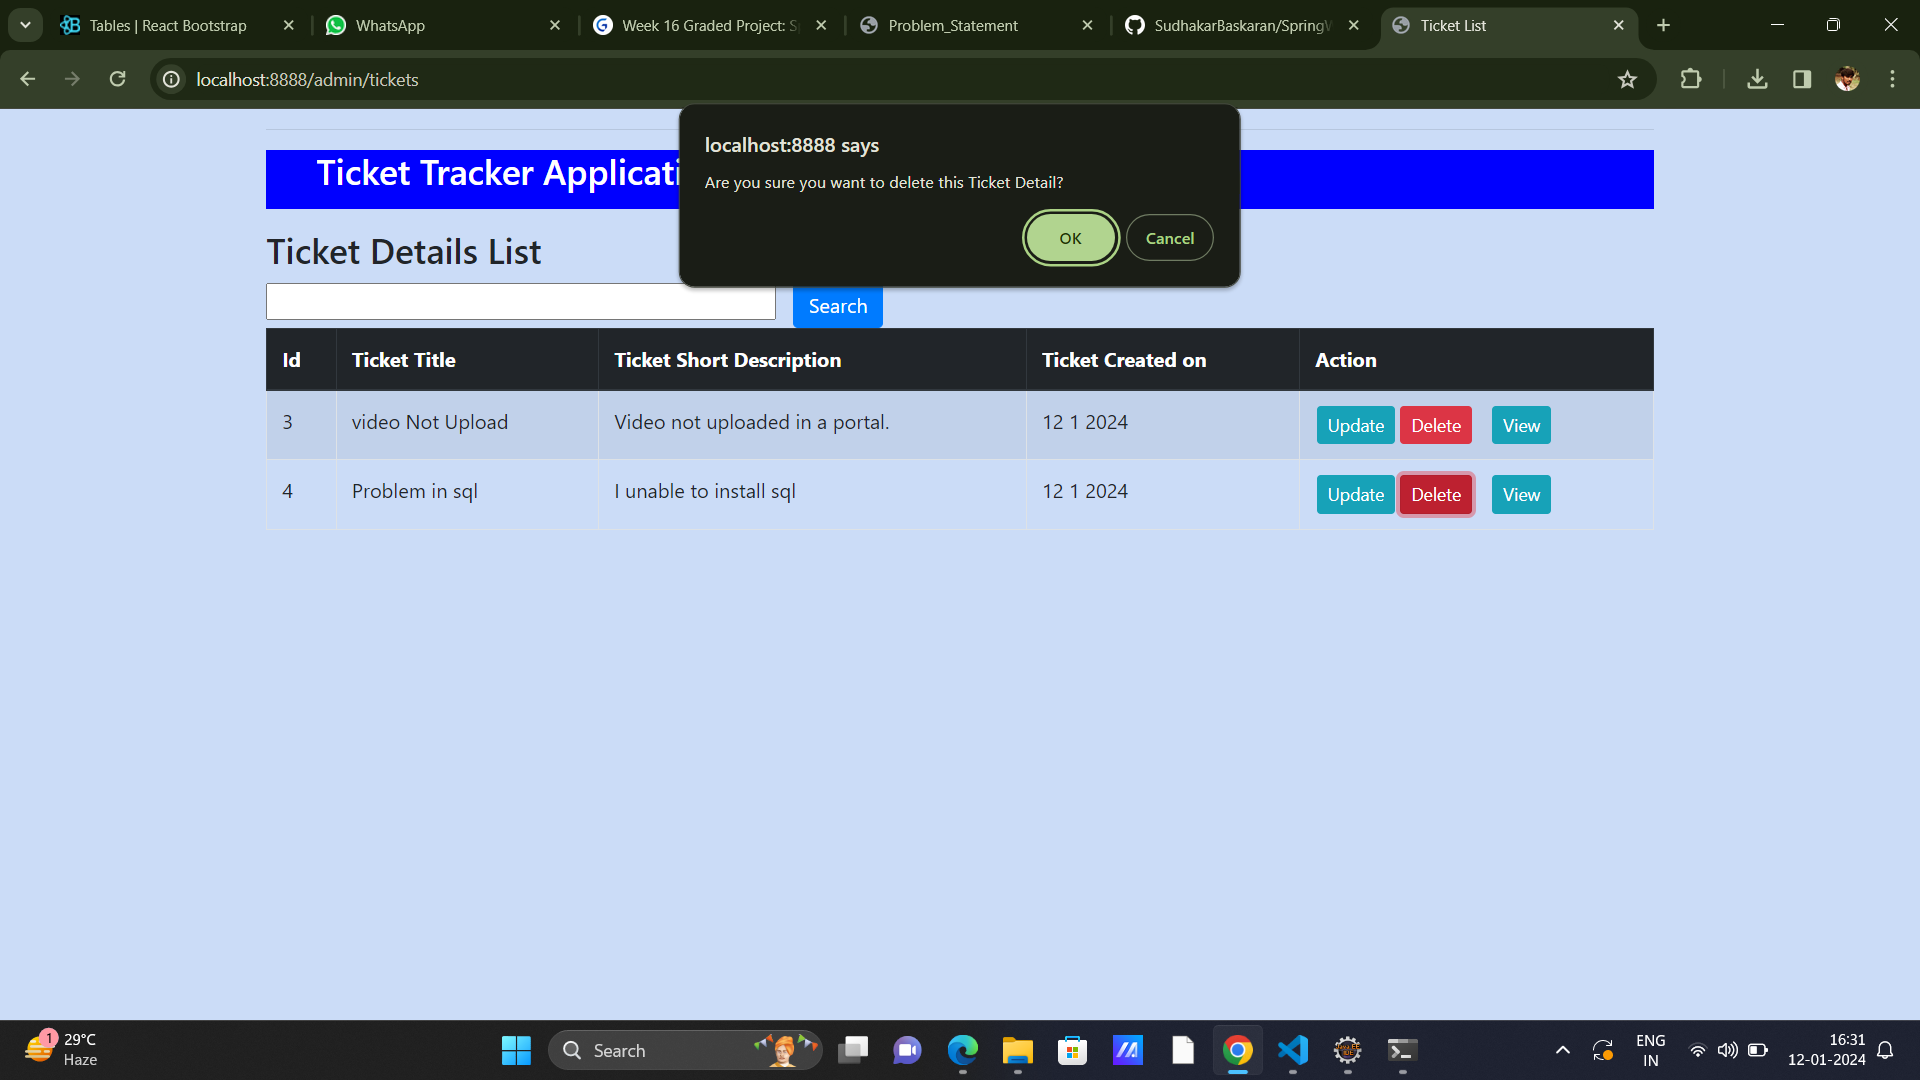 Tables | React Bootstrap
WhatsApp
Week 16 Graded Project: S
Problem_Statement
SudhakarBaskaran/SpringW
Ticket List
localhost:8888/admin/tickets
localhost:8888 says
Are you sure you want to delete this Ticket Detail?
OK
Cancel
Ticket Tracker Applicati
Ticket Details List
Search
Id Ticket Title Ticket Short Description Ticket Created on Action
3 video Not Upload Video not uploaded in a portal. 12 1 2024 Update Delete View
4 Problem in sql I unable to install sql 12 1 2024 Update Delete View
1
29°C
Haze
Search
ENG
IN
16:31
12-01-2024